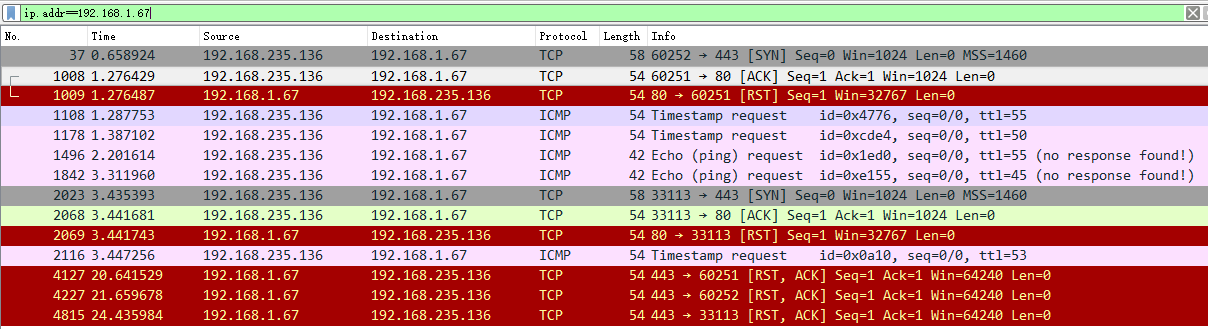 ip.addr==192.168.1.67
No. Time Source Destination Protocol Length Info
37 0.658924 192.168.235.136 192.168.1.67 TCP 58 60252 → 443 [SYN] Seq=0 Win=1024 Len=0 MSS=1460
1008 1.276429 192.168.235.136 192.168.1.67 TCP 54 60251 → 80 [ACK] Seq=1 Ack=1 Win=1024 Len=0
1009 1.276487 192.168.1.67 192.168.235.136 TCP 54 80 → 60251 [RST] Seq=1 Win=32767 Len=0
1108 1.287753 192.168.235.136 192.168.1.67 ICMP 54 Timestamp request id=0x4776, seq=0/0, ttl=55
1178 1.387102 192.168.235.136 192.168.1.67 ICMP 54 Timestamp request id=0xcde4, seq=0/0, ttl=50
1496 2.201614 192.168.235.136 192.168.1.67 ICMP 42 Echo (ping) request id=0x1ed0, seq=0/0, ttl=55 (no response found!)
1842 3.311960 192.168.235.136 192.168.1.67 ICMP 42 Echo (ping) request id=0xe155, seq=0/0, ttl=45 (no response found!)
2023 3.435393 192.168.235.136 192.168.1.67 TCP 58 33113 → 443 [SYN] Seq=0 Win=1024 Len=0 MSS=1460
2068 3.441681 192.168.235.136 192.168.1.67 TCP 54 33113 → 80 [ACK] Seq=1 Ack=1 Win=1024 Len=0
2069 3.441743 192.168.1.67 192.168.235.136 TCP 54 80 → 33113 [RST] Seq=1 Win=32767 Len=0
2116 3.447256 192.168.235.136 192.168.1.67 ICMP 54 Timestamp request id=0x0a10, seq=0/0, ttl=53
4127 20.641529 192.168.1.67 192.168.235.136 TCP 54 443 → 60251 [RST, ACK] Seq=1 Ack=1 Win=64240 Len=0
4227 21.659678 192.168.1.67 192.168.235.136 TCP 54 443 → 60252 [RST, ACK] Seq=1 Ack=1 Win=64240 Len=0
4815 24.435984 192.168.1.67 192.168.235.136 TCP 54 443 → 33113 [RST, ACK] Seq=1 Ack=1 Win=64240 Len=0